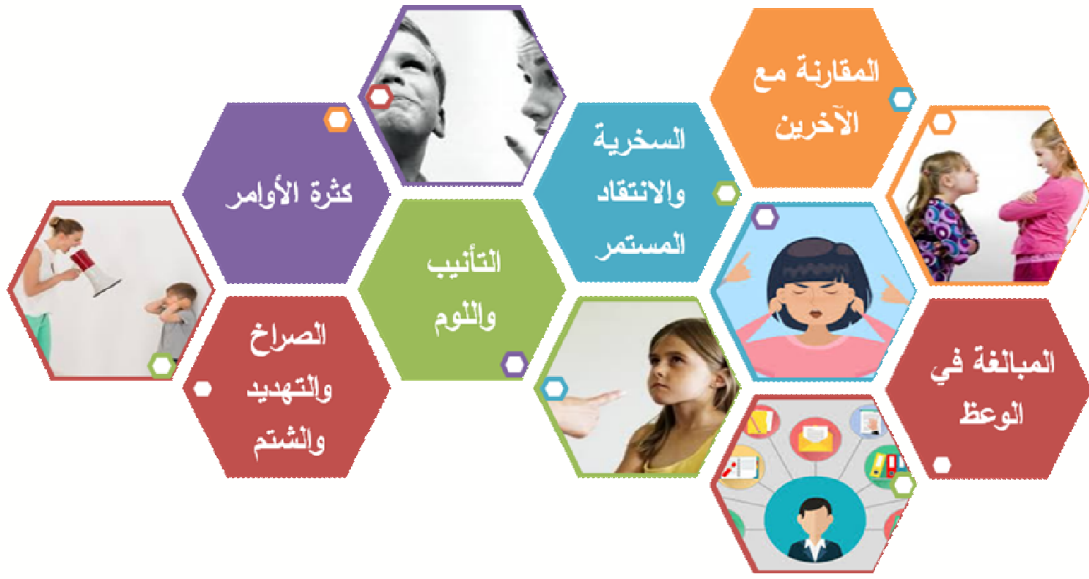 المقارنة مع
الآخرين
السخرية
والانتقاد
المستمر
كثرة الأوامر
التأنيب
واللوم
الصراخ
والتهديد
والشتم
المبالغة في
الوعظ